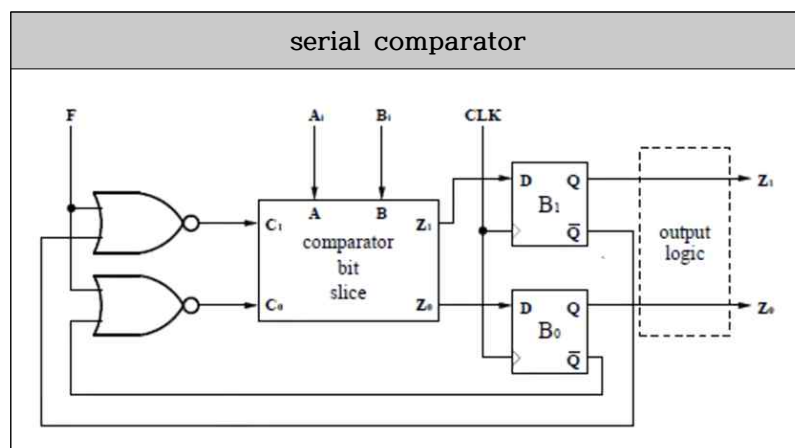 serial comparator
F
Aᵢ
Bᵢ
CLK
A
B
C₁
Z₁
comparator
bit
slice
C₀
Z₀
D
Q
B₁
Q̅
D
Q
B₀
Q̅
output
logic
Z₁
Z₀